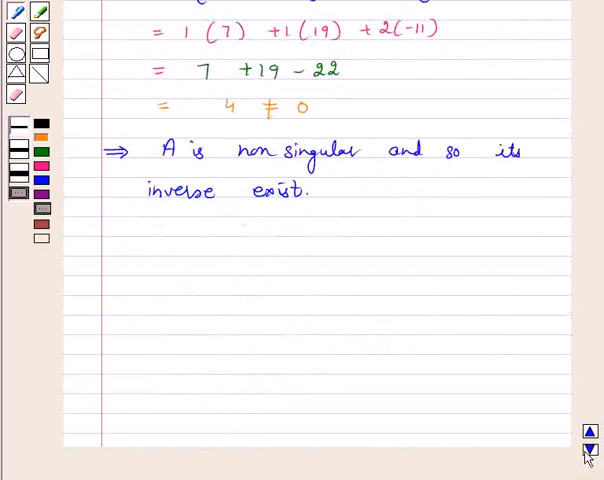 = 1 (7) +1(19) +2(-11)
= 7 +19 - 22
= 4 ≠ 0
⇒ A is non singular and so its
inverse exist.